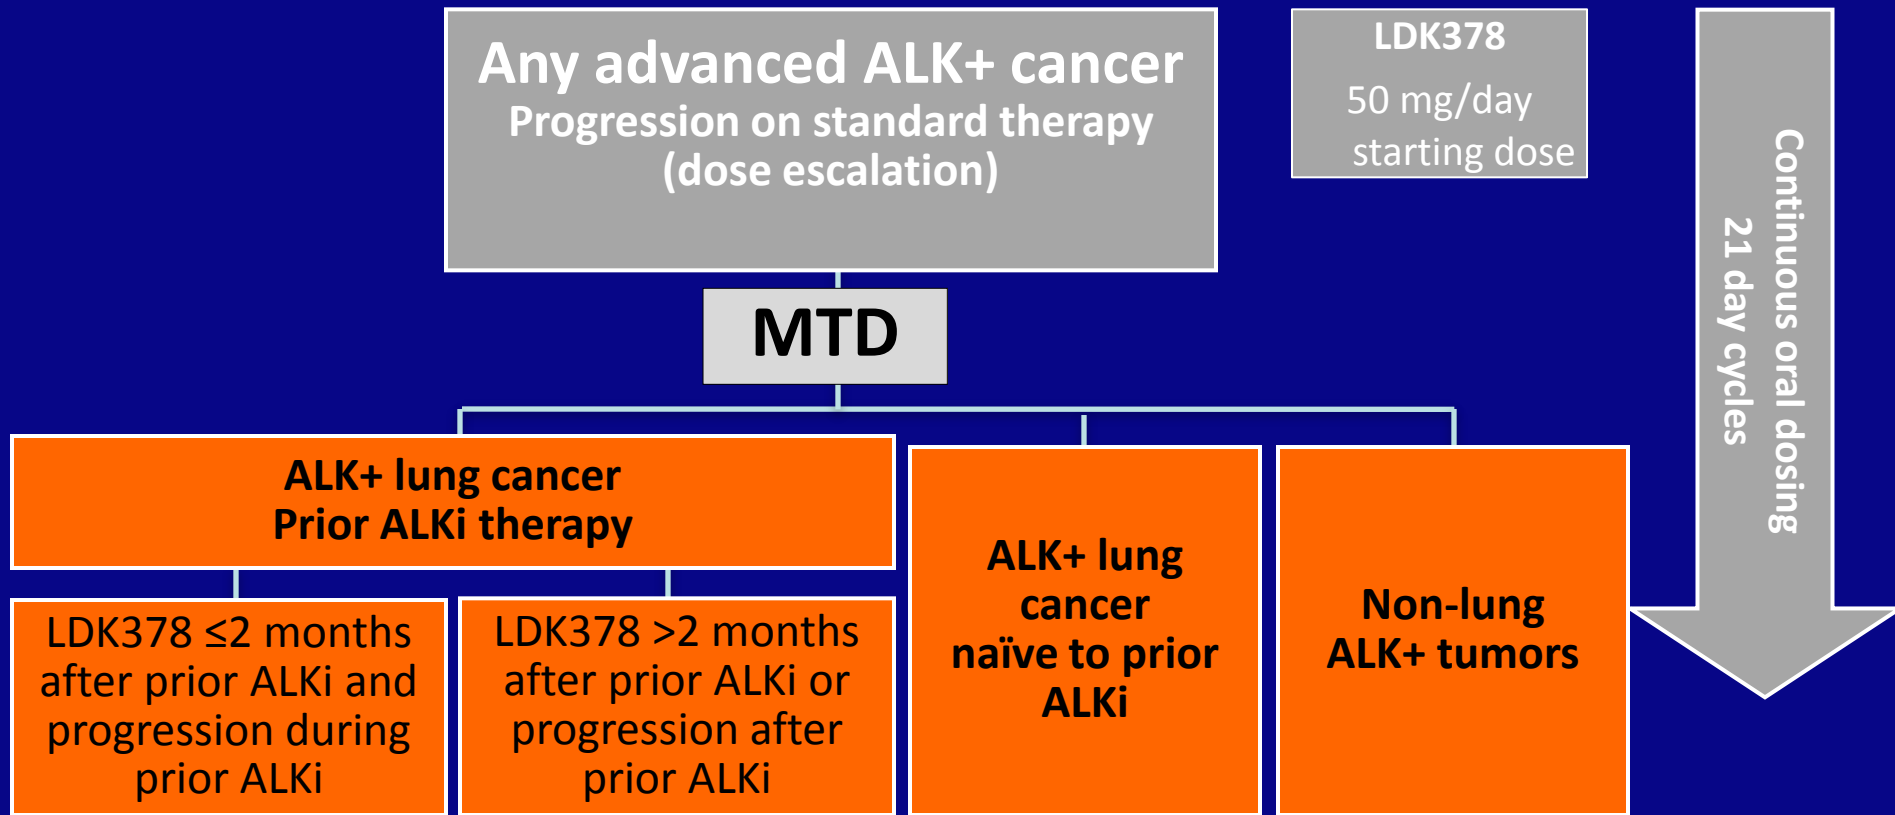 Any advanced ALK+ cancer
Progression on standard therapy
(dose escalation)
LDK378
50 mg/day
starting dose
Continuous oral dosing
21 day cycles
MTD
ALK+ lung cancer
Prior ALKi therapy
LDK378 ≤2 months
after prior ALKi and
progression during
prior ALKi
LDK378 >2 months
after prior ALKi or
progression after
prior ALKi
ALK+ lung
cancer
naïve to prior
ALKi
Non-lung
ALK+ tumors